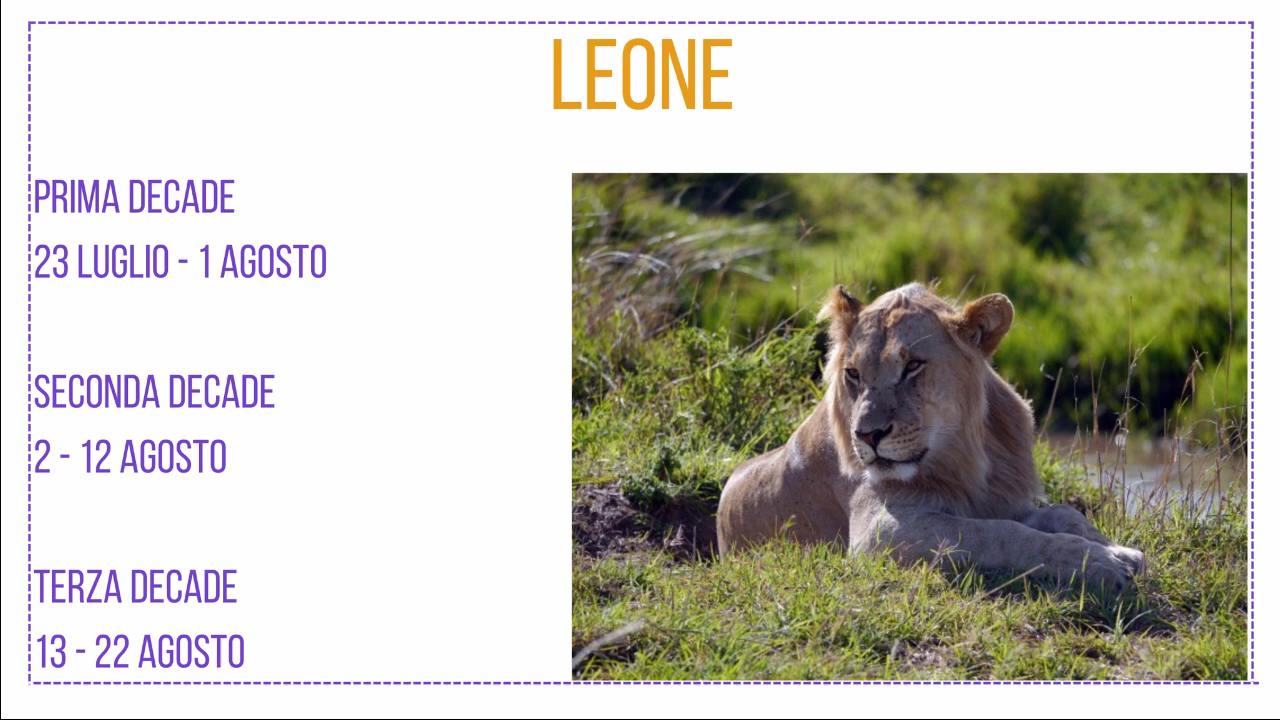 LEONE
PRIMA DECADE
23 LUGLIO - 1 AGOSTO
SECONDA DECADE
2 - 12 AGOSTO
TERZA DECADE
13 - 22 AGOSTO